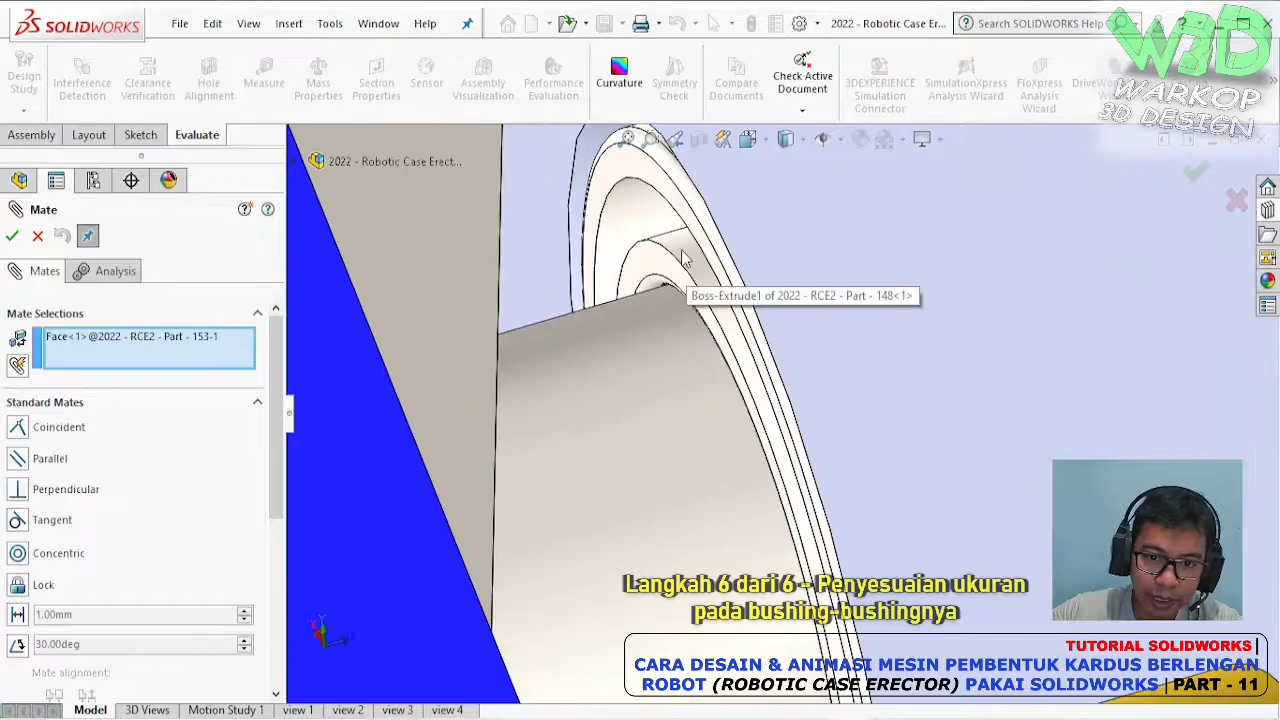 SOLIDWORKS
File Edit View Insert Tools Window Help
2022 - Robotic Case Er...
Search SOLIDWORKS Help
W3D
WARKOP
3D DESIGN
Design Study
Interference Detection
Clearance Verification
Hole Alignment
Measure
Mass Properties
Section Properties
Sensor
Assembly Visualization
Performance Evaluation
Curvature
Symmetry Check
Compare Documents
Check Active Document
3DEXPERIENCE Simulation Connector
SimulationXpress Analysis Wizard
FloXpress Analysis Wizard
Assembly Layout Sketch Evaluate
2022 - Robotic Case Erect...
Mate
Mates Analysis
Mate Selections
Face<1> @2022 - RCE2 - Part - 153-1
Standard Mates
Coincident
Parallel
Perpendicular
Tangent
Concentric
Lock
1.00mm
30.00deg
Mate alignment:
Boss-Extrude1 of 2022 - RCE2 - Part - 148<1>
Langkah 6 dari 6 - Penyesuaian ukuran
pada bushing-bushingnya
TUTORIAL SOLIDWORKS |
CARA DESAIN & ANIMASI MESIN PEMBENTUK KARDUS BERLENGAN
ROBOT (ROBOTIC CASE ERECTOR) PAKAI SOLIDWORKS | PART - 11
Model 3D Views Motion Study 1 view 1 view 2 view 3 view 4